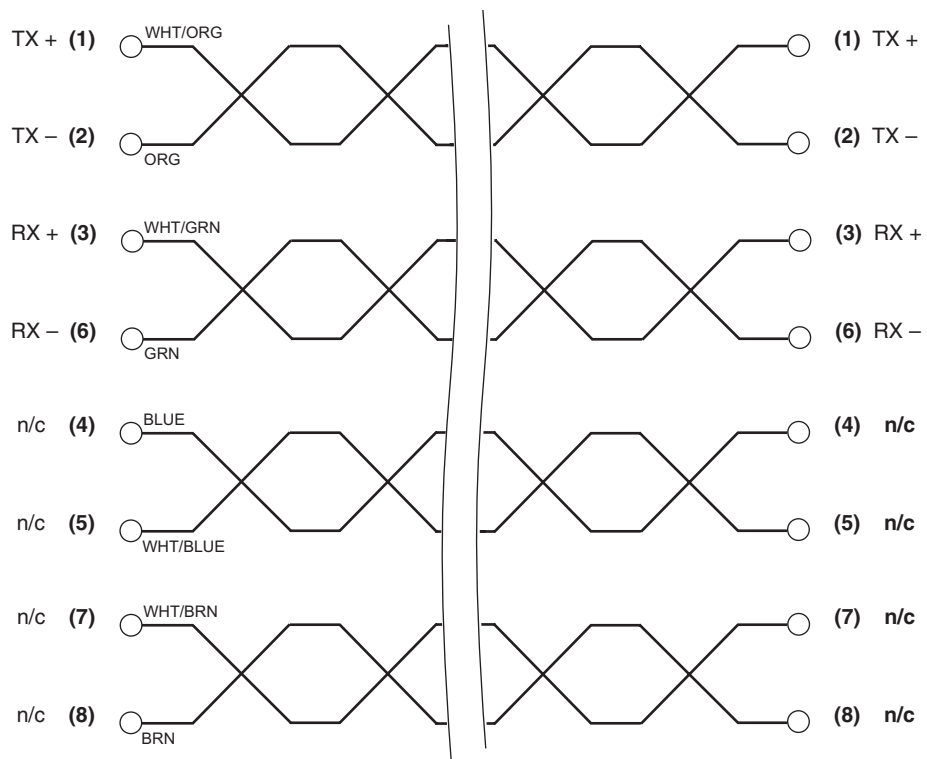 TX + (1) WHT/ORG (1) TX +
TX – (2) ORG (2) TX –
RX + (3) WHT/GRN (3) RX +
RX – (6) GRN (6) RX –
n/c (4) BLUE (4) n/c
n/c (5) WHT/BLUE (5) n/c
n/c (7) WHT/BRN (7) n/c
n/c (8) BRN (8) n/c